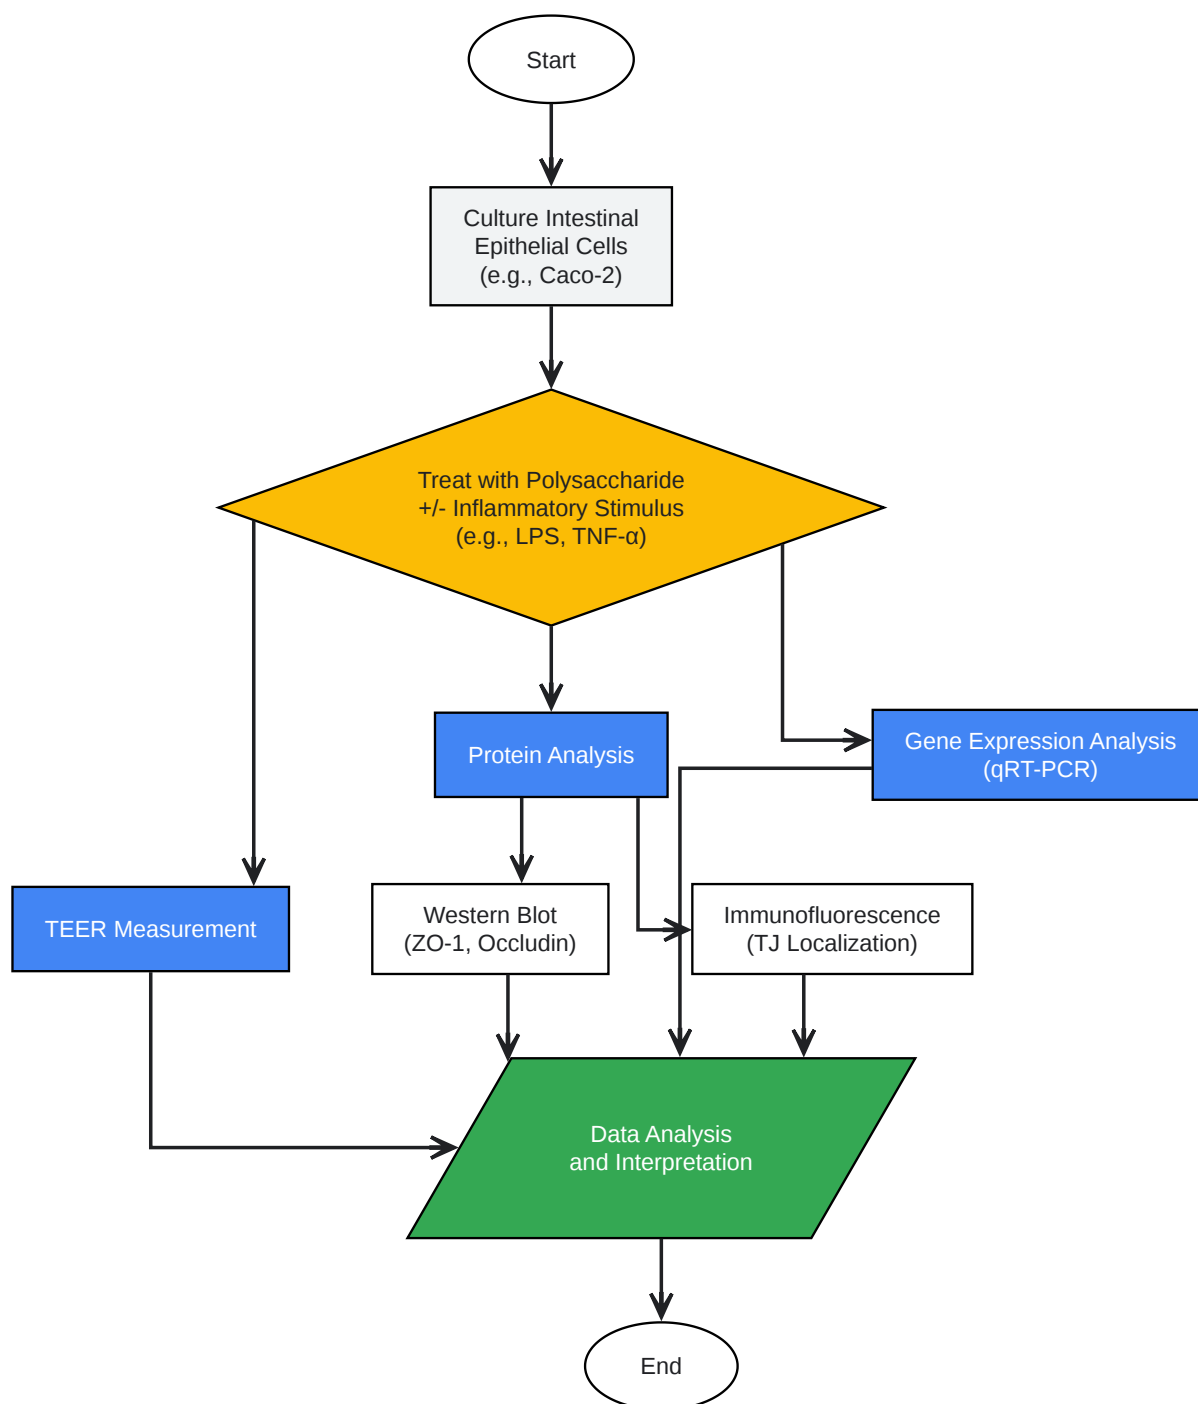 Start
Culture Intestinal
Epithelial Cells
(e.g., Caco-2)
Treat with Polysaccharide
+/- Inflammatory Stimulus
(e.g., LPS, TNF-α)
Protein Analysis
Gene Expression Analysis
(qRT-PCR)
TEER Measurement
Western Blot
(ZO-1, Occludin)
Immunofluorescence
(TJ Localization)
Data Analysis
and Interpretation
End